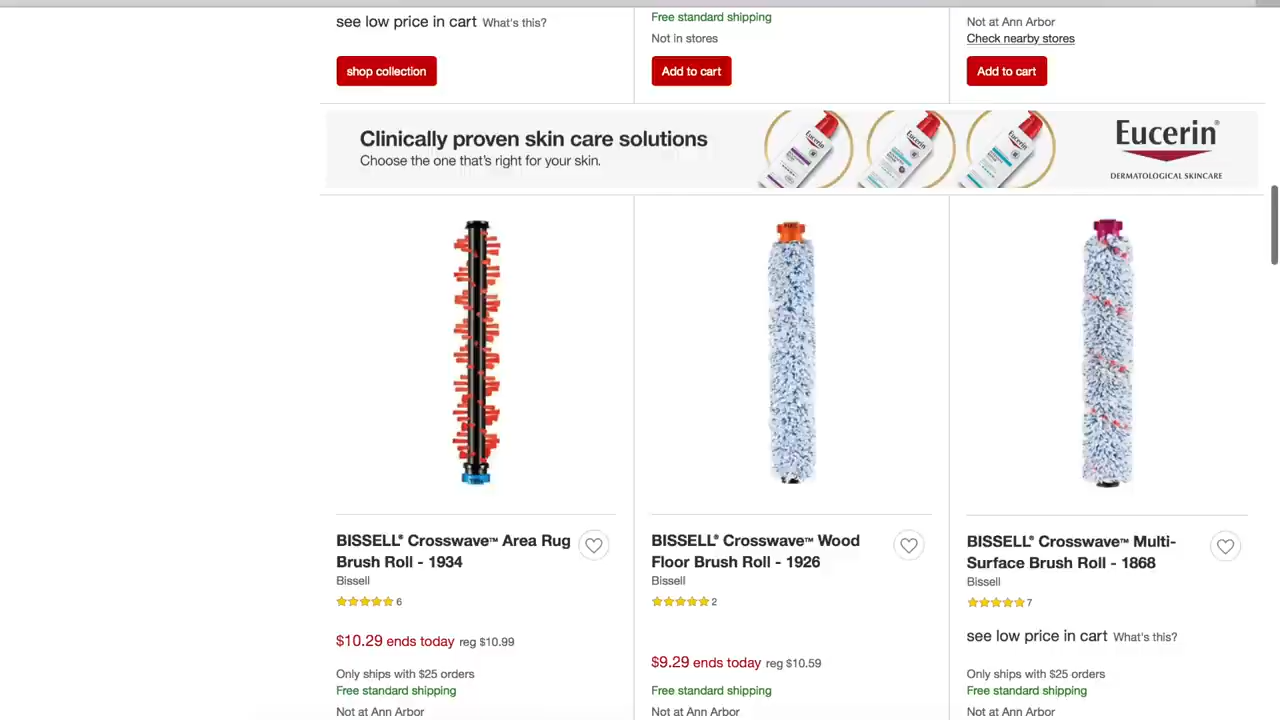 see low price in cart What's this?
shop collection
Free standard shipping
Not in stores
Add to cart
Not at Ann Arbor
Check nearby stores
Add to cart
Clinically proven skin care solutions
Choose the one that's right for your skin.
Eucerin
Eucerin
Eucerin
Eucerin®
DERMATOLOGICAL SKINCARE
BISSELL® Crosswave™ Area Rug
Brush Roll - 1934
Bissell
6
$10.29 ends today reg $10.99
Only ships with $25 orders
Free standard shipping
Not at Ann Arbor
BISSELL® Crosswave™ Wood
Floor Brush Roll - 1926
Bissell
2
$9.29 ends today reg $10.59
Free standard shipping
Not at Ann Arbor
BISSELL® Crosswave™ Multi-
Surface Brush Roll - 1868
Bissell
7
see low price in cart What's this?
Only ships with $25 orders
Free standard shipping
Not at Ann Arbor